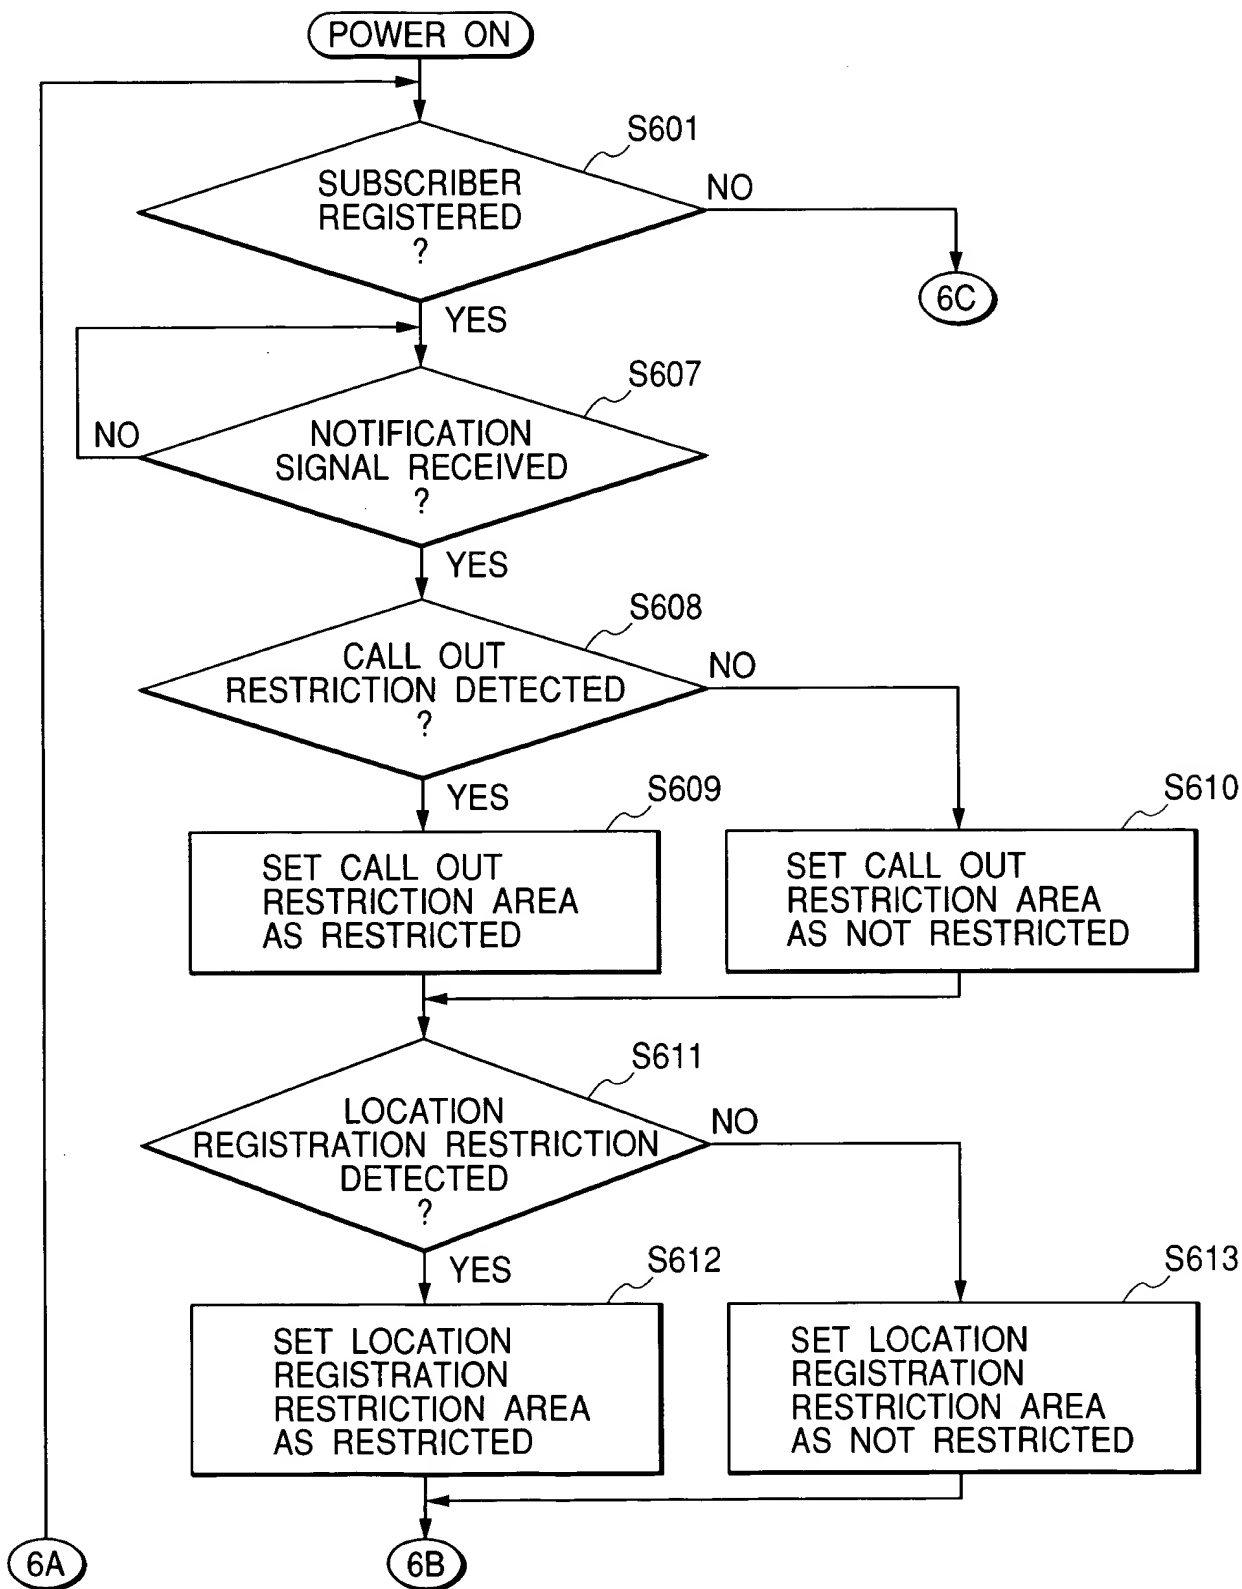 POWER ON
S601
SUBSCRIBER
REGISTERED
?
NO
6C
YES
S607
NO
NOTIFICATION
SIGNAL RECEIVED
?
YES
S608
CALL OUT
RESTRICTION DETECTED
?
NO
YES
S609
S610
SET CALL OUT
RESTRICTION AREA
AS RESTRICTED
SET CALL OUT
RESTRICTION AREA
AS NOT RESTRICTED
S611
LOCATION
REGISTRATION RESTRICTION
DETECTED
?
NO
YES
S612
S613
SET LOCATION
REGISTRATION
RESTRICTION AREA
AS RESTRICTED
SET LOCATION
REGISTRATION
RESTRICTION AREA
AS NOT RESTRICTED
6A
6B